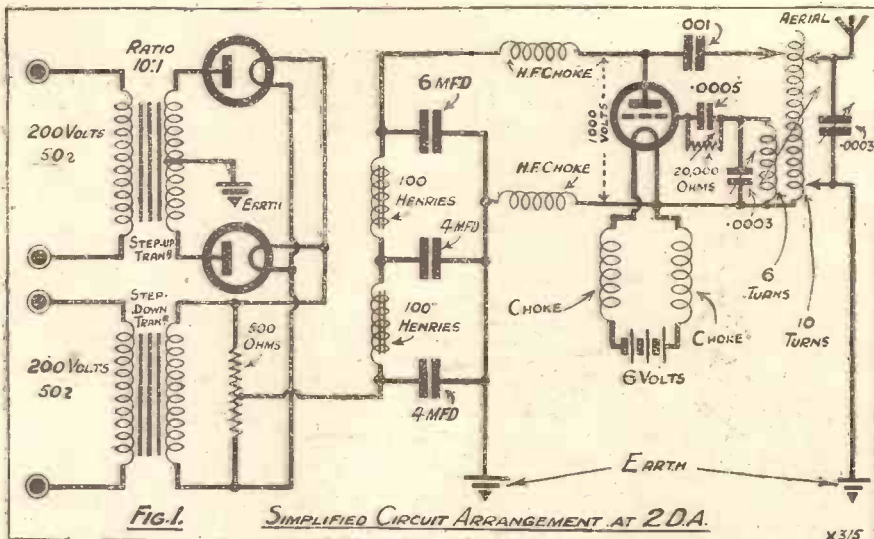 RATIO
10:1
200 VOLTS
50~
EARTH
STEP-UP
TRANS
STEP-
DOWN
TRANS
200 VOLTS
50~
500
OHMS
6 MFD
100
HENRIES
4 MFD
100
HENRIES
4 MFD
H.F. CHOKE
1000
VOLTS
H.F. CHOKE
.001
.0005
20,000
OHMS
.0003
AERIAL
.0003
6
TURNS
10
TURNS
CHOKE
CHOKE
6 VOLTS
EARTH
FIG. 1. SIMPLIFIED CIRCUIT ARRANGEMENT AT 2.D.A.
X315